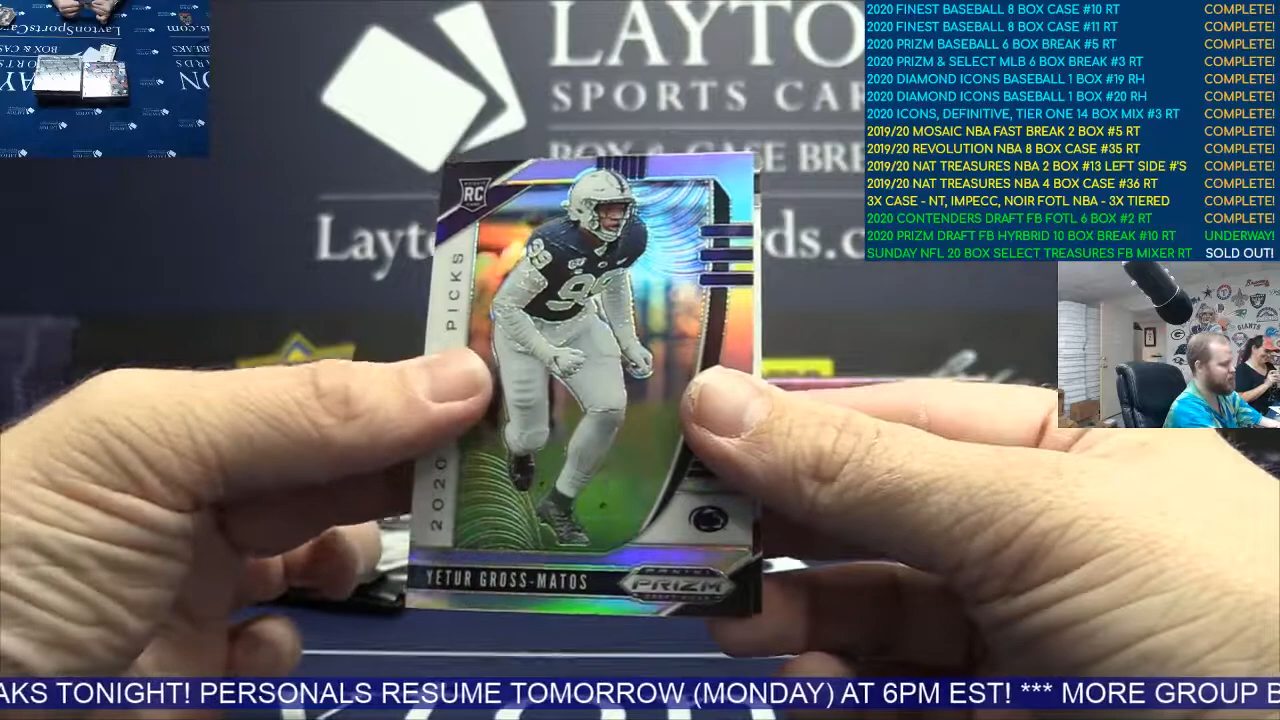 LAYTO
SPORTS CAR
BOX & CASE BRE
Layto
ds.c
2020 FINEST BASEBALL 8 BOX CASE #10 RT COMPLETE!
2020 FINEST BASEBALL 8 BOX CASE #11 RT COMPLETE!
2020 PRIZM BASEBALL 6 BOX BREAK #5 RT COMPLETE!
2020 PRIZM & SELECT MLB 6 BOX BREAK #3 RT COMPLETE!
2020 DIAMOND ICONS BASEBALL 1 BOX #19 RH COMPLETE!
2020 DIAMOND ICONS BASEBALL 1 BOX #20 RH COMPLETE!
2020 ICONS, DEFINITIVE, TIER ONE 14 BOX MIX #3 RT COMPLETE!
2019/20 MOSAIC NBA FAST BREAK 2 BOX #5 RT COMPLETE!
2019/20 REVOLUTION NBA 8 BOX CASE #35 RT COMPLETE!
2019/20 NAT TREASURES NBA 2 BOX #13 LEFT SIDE #'S COMPLETE!
2019/20 NAT TREASURES NBA 4 BOX CASE #36 RT COMPLETE!
3X CASE - NT, IMPECC, NOIR FOTL NBA - 3X TIERED COMPLETE!
2020 CONTENDERS DRAFT FB FOTL 6 BOX #2 RT COMPLETE!
2020 PRIZM DRAFT FB HYRBRID 10 BOX BREAK #10 RT UNDERWAY!
SUNDAY NFL 20 BOX SELECT TREASURES FB MIXER RT SOLD OUT!
RC
99
2020
PICKS
YETUR GROSS-MATOS
PRIZM
GIANTS
AKS TONIGHT! PERSONALS RESUME TOMORROW (MONDAY) AT 6PM EST! *** MORE GROUP B